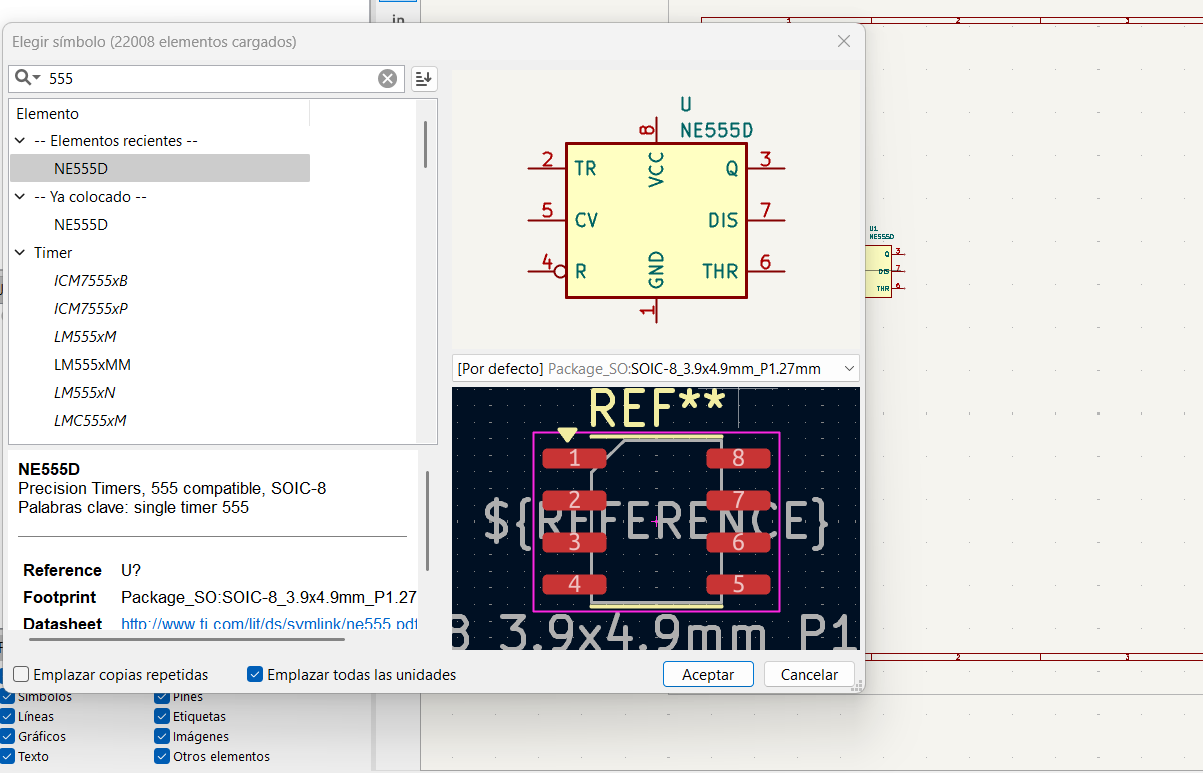 in
Elegir símbolo (22008 elementos cargados)
555
Elemento
-- Elementos recientes --
NE555D
-- Ya colocado --
NE555D
Timer
ICM7555xB
ICM7555xP
LM555xM
LM555xMM
LM555xN
LMC555xM
NE555D
Precision Timers, 555 compatible, SOIC-8
Palabras clave: single timer 555
Reference U?
Footprint Package_SO:SOIC-8_3.9x4.9mm_P1.27
Datasheet http://www.ti.com/lit/ds/symlink/ne555.pdf
U
NE555D
8
2 TR VCC Q 3
5 CV DIS 7
4 R GND THR 6
1
[Por defecto] Package_SO:SOIC-8_3.9x4.9mm_P1.27mm
REF**
1 8
2 7
${REFERENCE}
3 6
4 5
8_3.9x4.9mm_P1
Emplazar copias repetidas
Emplazar todas las unidades
Aceptar
Cancelar
Símbolos
Pines
Líneas
Etiquetas
Gráficos
Imágenes
Texto
Otros elementos
1 2 3
U1
NE555D
Q 3
DIS 7
THR 6
2 3